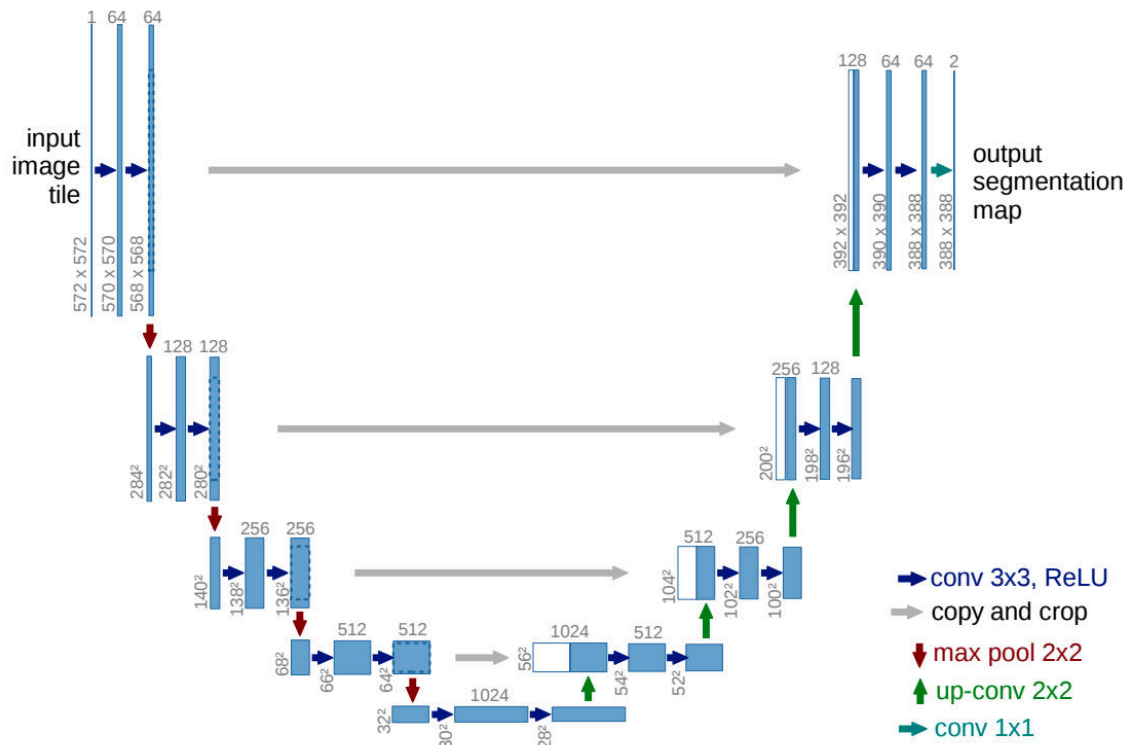 1
64
64
input
image
tile
572 x 572
570 x 570
568 x 568
128
64
64
2
output
segmentation
map
392 x 392
390 x 390
388 x 388
388 x 388
128
128
284²
282²
280²
256
128
200²
198²
196²
256
256
140²
138²
136²
512
256
104²
102²
100²
512
512
68²
66²
64²
1024
512
56²
54²
52²
1024
32²
30²
28²
conv 3x3, ReLU
copy and crop
max pool 2x2
up-conv 2x2
conv 1x1